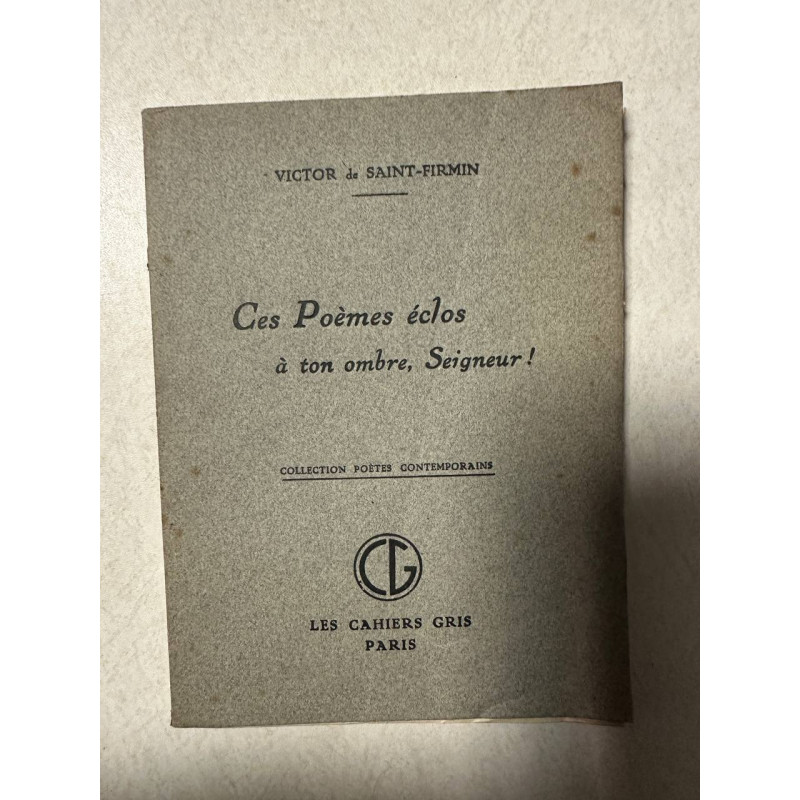 VICTOR de SAINT-FIRMIN
Ces Poèmes éclos
à ton ombre, Seigneur !
COLLECTION POÈTES CONTEMPORAINS
CG
LES CAHIERS GRIS
PARIS